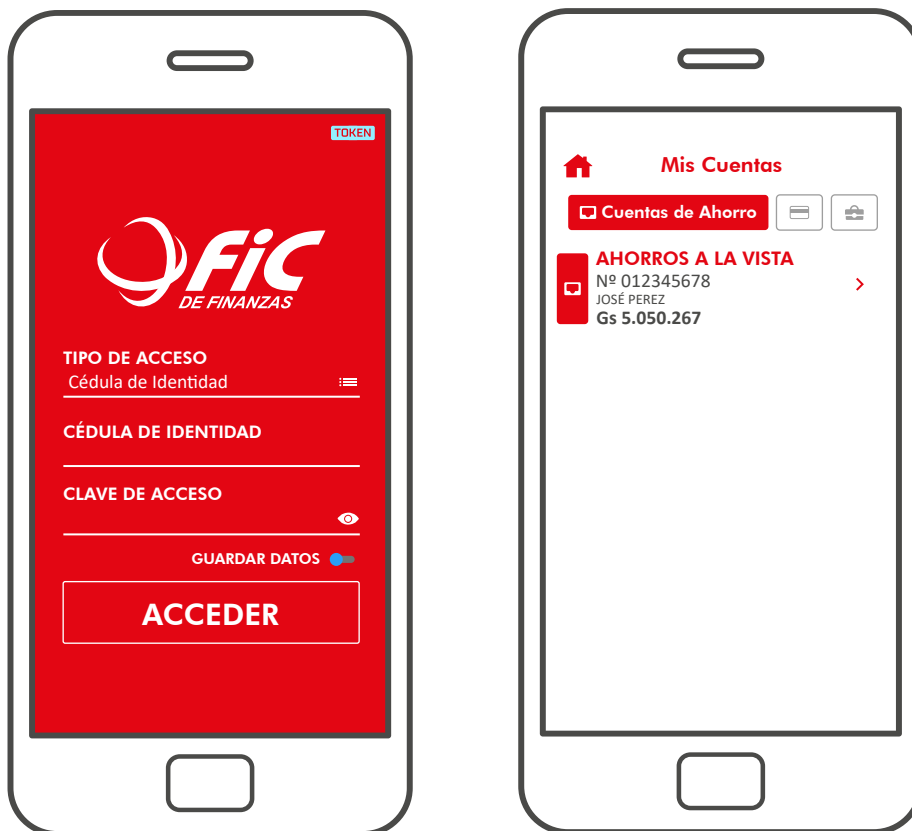 TOKEN
FiC
DE FINANZAS
TIPO DE ACCESO
Cédula de Identidad
CÉDULA DE IDENTIDAD
CLAVE DE ACCESO
GUARDAR DATOS
ACCEDER
Mis Cuentas
Cuentas de Ahorro
AHORROS A LA VISTA
Nº 012345678
JOSÉ PEREZ
Gs 5.050.267